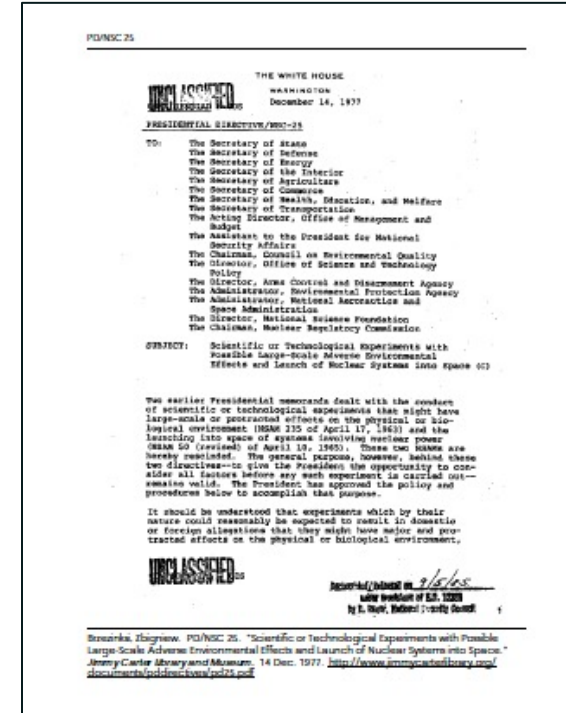 PD/NSC 25
THE WHITE HOUSE
WASHINGTON
UNCLASSIFIED
December 14, 1977
PRESIDENTIAL DIRECTIVE/NSC-25
TO: The Secretary of State
The Secretary of Defense
The Secretary of Energy
The Secretary of the Interior
The Secretary of Agriculture
The Secretary of Commerce
The Secretary of Health, Education, and Welfare
The Secretary of Transportation
The Acting Director, Office of Management and
Budget
The Assistant to the President for National
Security Affairs
The Chairman, Council on Environmental Quality
The Director, Office of Science and Technology
Policy
The Director, Arms Control and Disarmament Agency
The Administrator, Environmental Protection Agency
The Administrator, National Aeronautics and
Space Administration
The Director, National Science Foundation
The Chairman, Nuclear Regulatory Commission
SUBJECT: Scientific or Technological Experiments with
Possible Large-Scale Adverse Environmental
Effects and Launch of Nuclear Systems into Space (C)
Two earlier Presidential memoranda dealt with the conduct
of scientific or technological experiments that might have
large-scale or protracted effects on the physical or bio-
logical environment (NSAM 235 of April 17, 1963) and the
launching into space of systems involving nuclear power
(NSAM 50 (revised) of April 10, 1965). These two NSAMs are
hereby rescinded. The general purpose, however, behind these
two directives--to give the President the opportunity to con-
sider all factors before any such experiment is carried out--
remains valid. The President has approved the policy and
procedures below to accomplish that purpose.
It should be understood that experiments which by their
nature could reasonably be expected to result in domestic
or foreign allegations that they might have major and pro-
tracted effects on the physical or biological environment,
UNCLASSIFIED
on 9/5/85
under provisions of E.O.
by National Security Council
Brzezinki, Zbigniew. PD/NSC 25. "Scientific or Technological Experiments with Possible
Large-Scale Adverse Environmental Effects and Launch of Nuclear Systems into Space."
Jimmy Carter Library and Museum. 14 Dec. 1977. http://www.jimmycarterlibrary.org/
documents/pddirectives/pd25.pdf